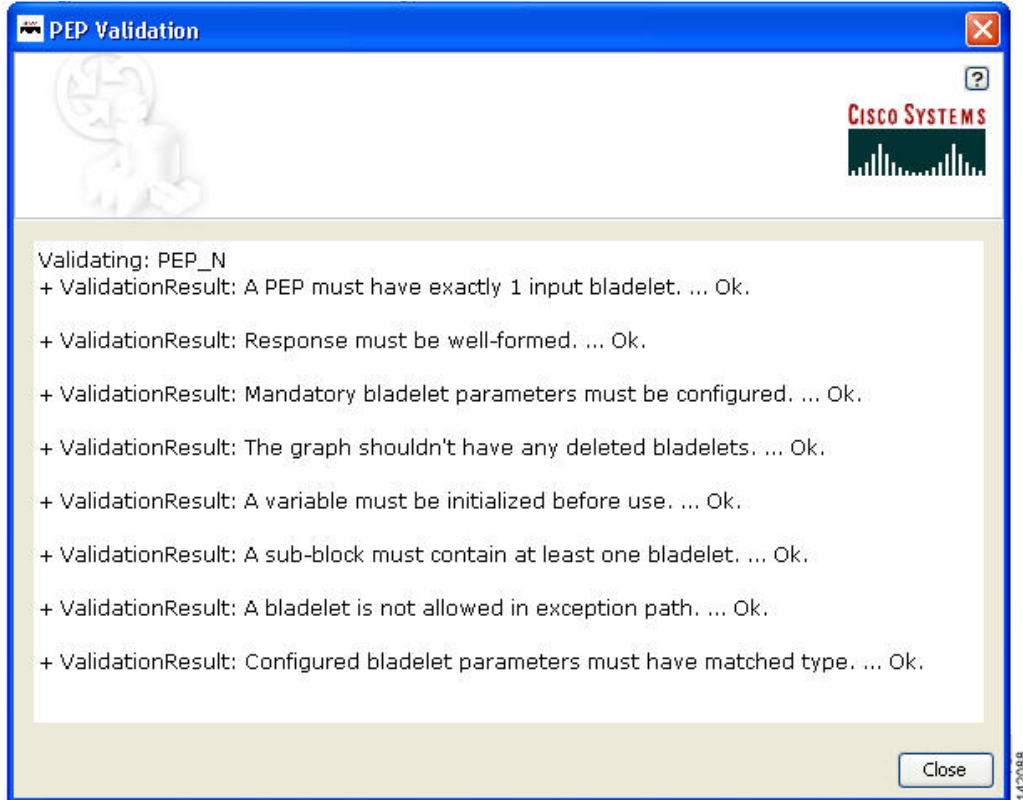 PEP Validation
?
CISCO SYSTEMS
Validating: PEP_N
+ ValidationResult: A PEP must have exactly 1 input bladelet. ... Ok.
+ ValidationResult: Response must be well-formed. ... Ok.
+ ValidationResult: Mandatory bladelet parameters must be configured. ... Ok.
+ ValidationResult: The graph shouldn't have any deleted bladelets. ... Ok.
+ ValidationResult: A variable must be initialized before use. ... Ok.
+ ValidationResult: A sub-block must contain at least one bladelet. ... Ok.
+ ValidationResult: A bladelet is not allowed in exception path. ... Ok.
+ ValidationResult: Configured bladelet parameters must have matched type. ... Ok.
Close
142088